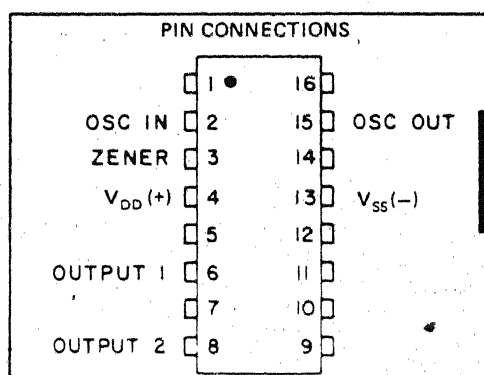 PIN CONNECTIONS
1 16
OSC IN 2 15 OSC OUT
ZENER 3 14
VDD (+) 4 13 VSS(−)
5 12
OUTPUT 1 6 11
7 10
OUTPUT 2 8 9